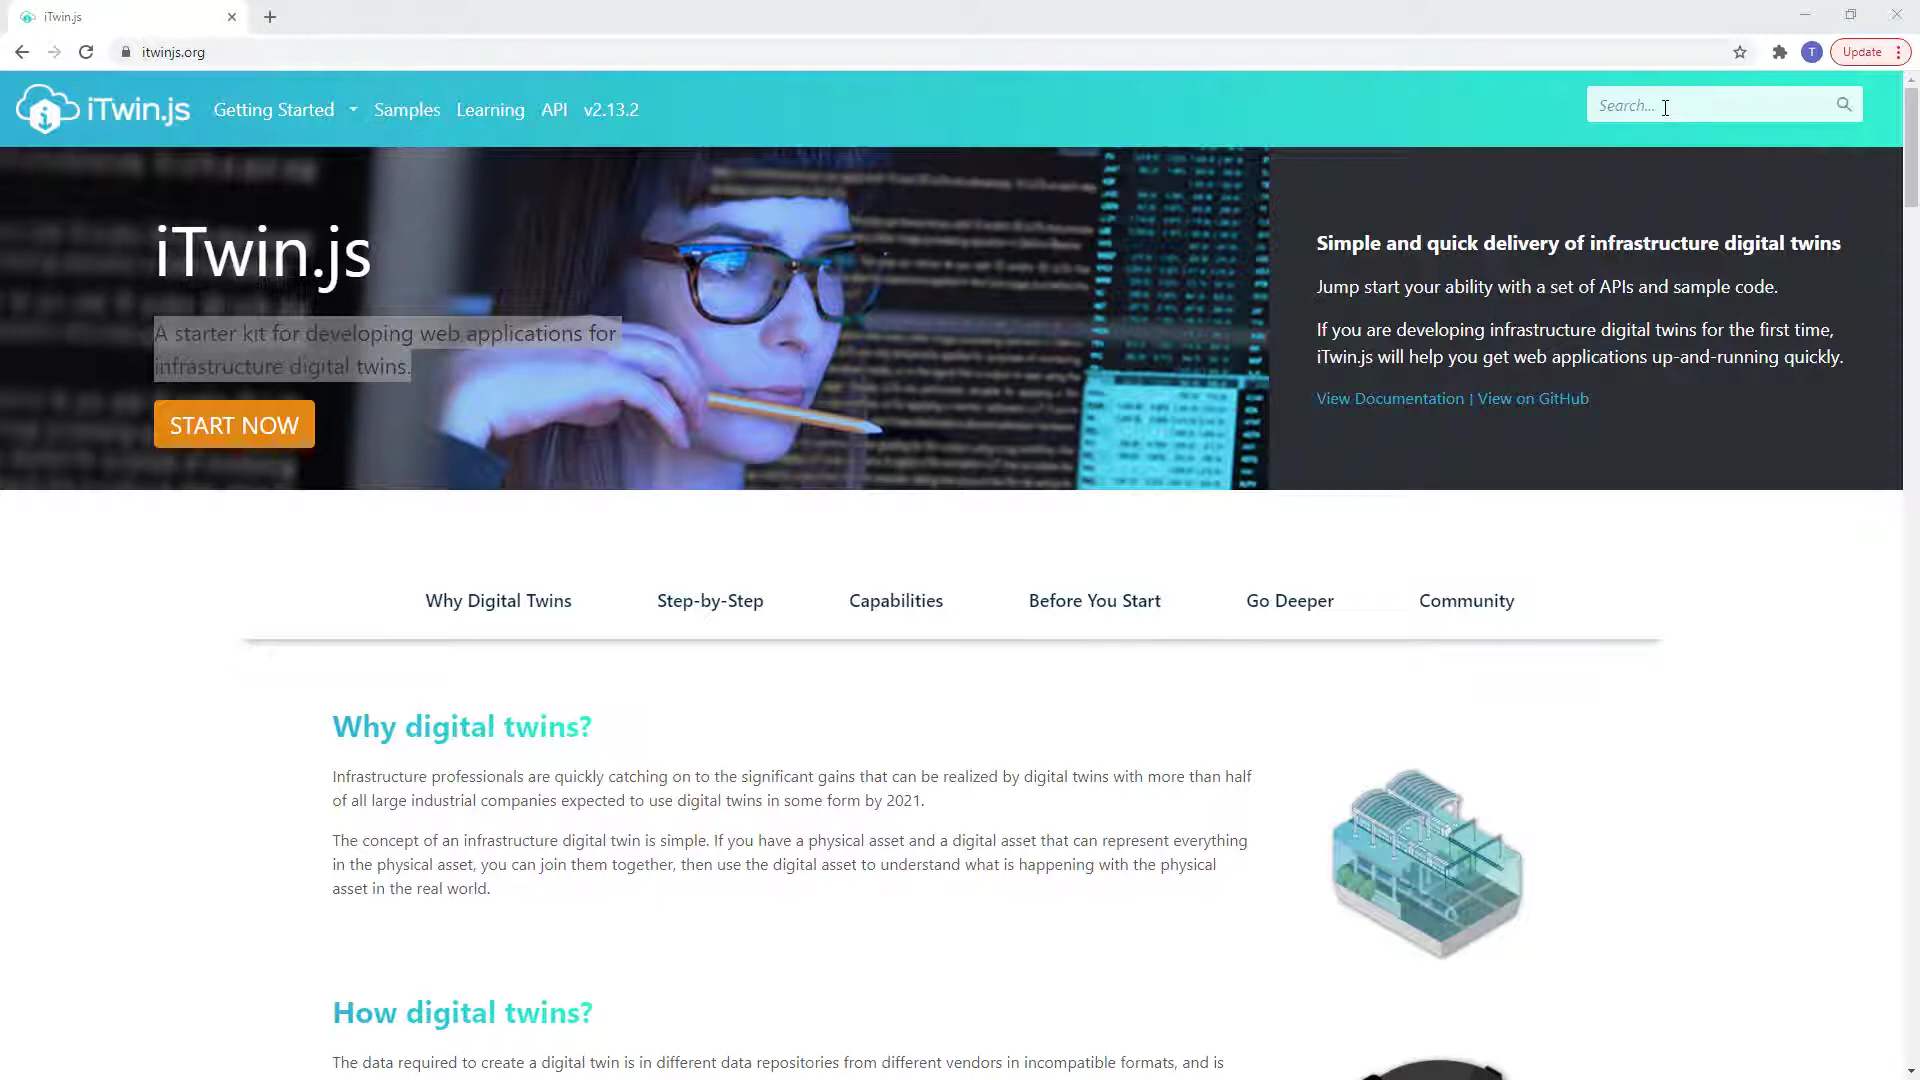 iTwin.js
itwinjs.org
T
Update
iTwin.js
Getting Started
Samples
Learning
API
v2.13.2
Search...
iTwin.js
A starter kit for developing web applications for
infrastructure digital twins.
START NOW
Simple and quick delivery of infrastructure digital twins
Jump start your ability with a set of APIs and sample code.
If you are developing infrastructure digital twins for the first time,
iTwin.js will help you get web applications up-and-running quickly.
View Documentation | View on GitHub
Why Digital Twins
Step-by-Step
Capabilities
Before You Start
Go Deeper
Community
Why digital twins?
Infrastructure professionals are quickly catching on to the significant gains that can be realized by digital twins with more than half
of all large industrial companies expected to use digital twins in some form by 2021.
The concept of an infrastructure digital twin is simple. If you have a physical asset and a digital asset that can represent everything
in the physical asset, you can join them together, then use the digital asset to understand what is happening with the physical
asset in the real world.
How digital twins?
The data required to create a digital twin is in different data repositories from different vendors in incompatible formats, and is